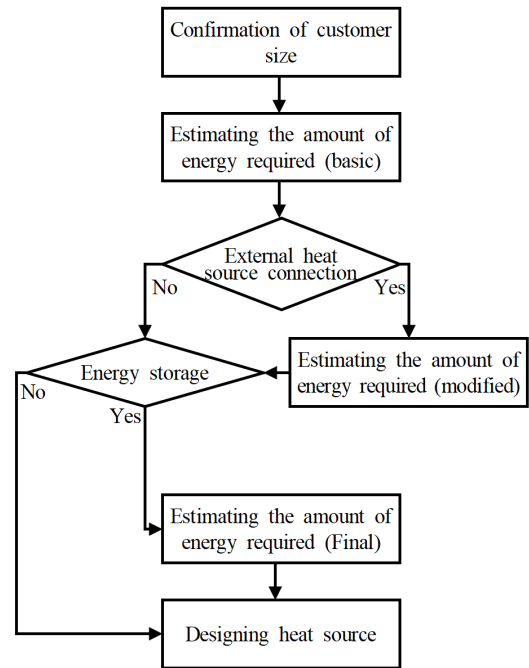 Confirmation of customer
size
Estimating the amount of
energy required (basic)
External heat
source connection
No
Yes
Energy storage
Estimating the amount of
energy required (modified)
No
Yes
Estimating the amount of
energy required (Final)
Designing heat source